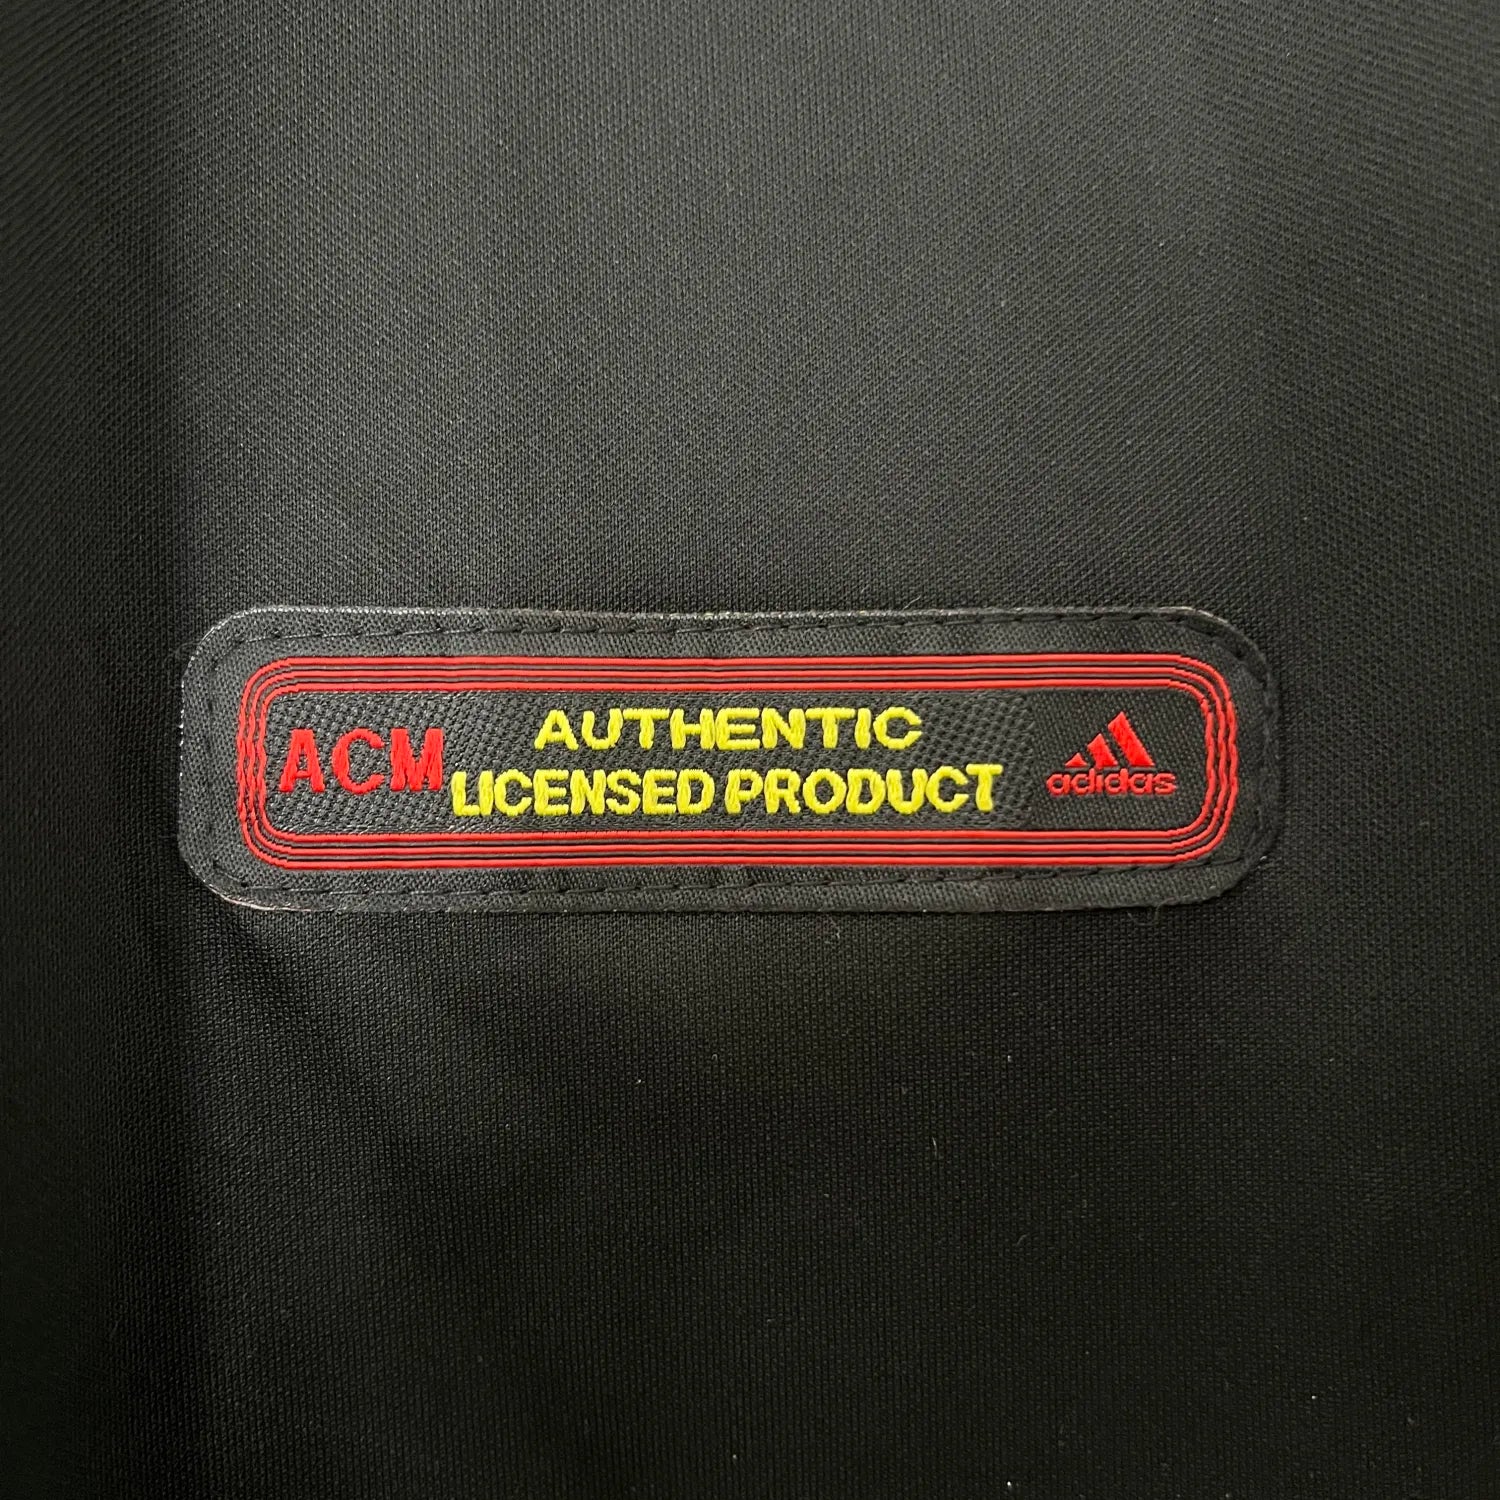 ACM
AUTHENTIC
LICENSED PRODUCT
adidas